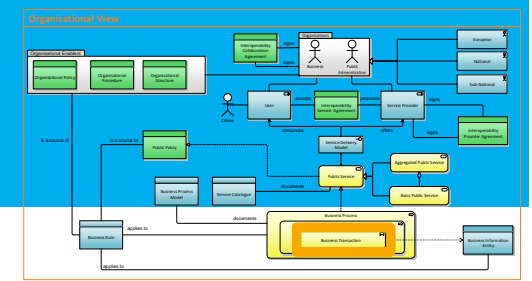 Organisational View
Organisations
European
Interoperability
Collaboration
Agreement
signs
signs
Business
Public
Administration
National
Organisational Enablers
Organisational Policy
Organisational
Procedure
Organisational
Structure
Sub-National
Citizen
User
accepts
Interoperability
Service Agreement
proposes
Service Provider
signs
signs
Interoperability
Provider Agreement
consumes
offers
is a source of
is a source of
Public Policy
Service Delivery
Model
Aggregated Public Service
Public Service
Basic Public Service
Business Process
Model
Service Catalogue
documents
documents
Business Process
Business Transaction
Business Rule
applies to
Business Information
Entity
applies to